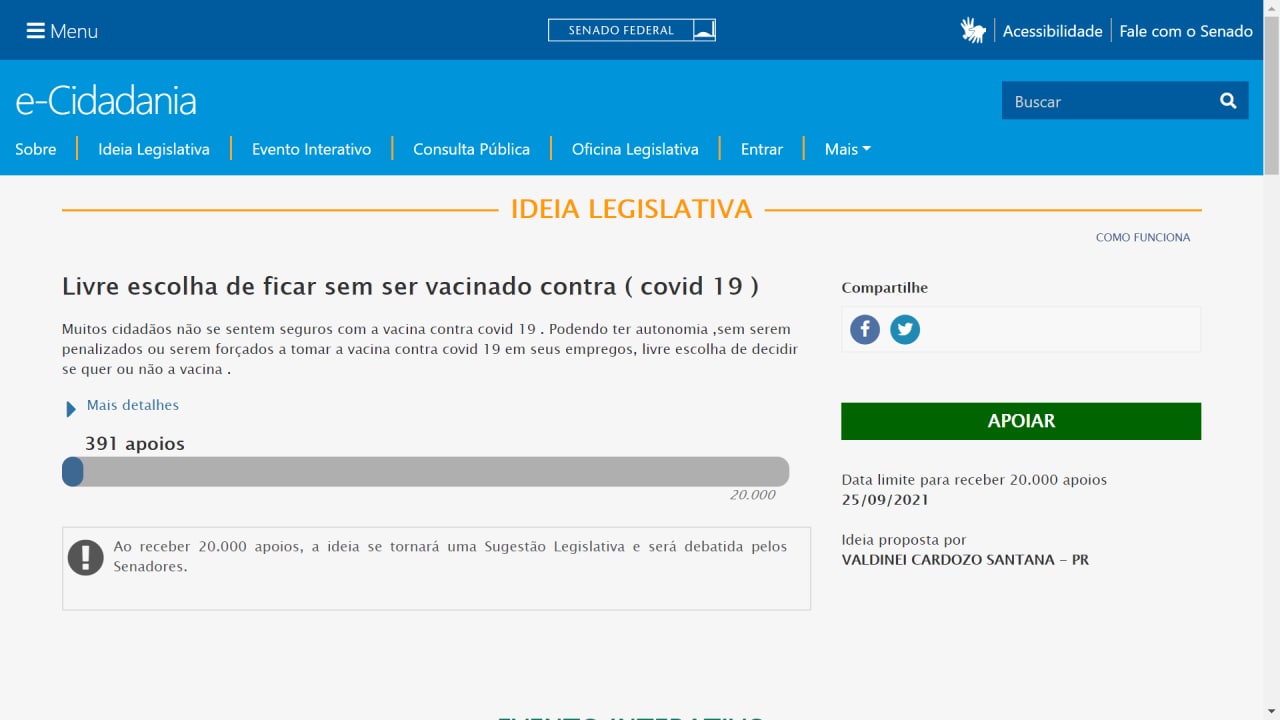 Menu
SENADO FEDERAL
Acessibilidade
Fale com o Senado
e-Cidadania
Buscar
Sobre
Ideia Legislativa
Evento Interativo
Consulta Pública
Oficina Legislativa
Entrar
Mais
IDEIA LEGISLATIVA
COMO FUNCIONA
Livre escolha de ficar sem ser vacinado contra ( covid 19 )
Muitos cidadãos não se sentem seguros com a vacina contra covid 19 . Podendo ter autonomia ,sem serem
penalizados ou serem forçados a tomar a vacina contra covid 19 em seus empregos, livre escolha de decidir
se quer ou não a vacina .
Mais detalhes
391 apoios
20.000
Ao receber 20.000 apoios, a ideia se tornará uma Sugestão Legislativa e será debatida pelos
Senadores.
Compartilhe
APOIAR
Data limite para receber 20.000 apoios
25/09/2021
Ideia proposta por
VALDINEI CARDOZO SANTANA - PR
EVENTO INTERATIVO